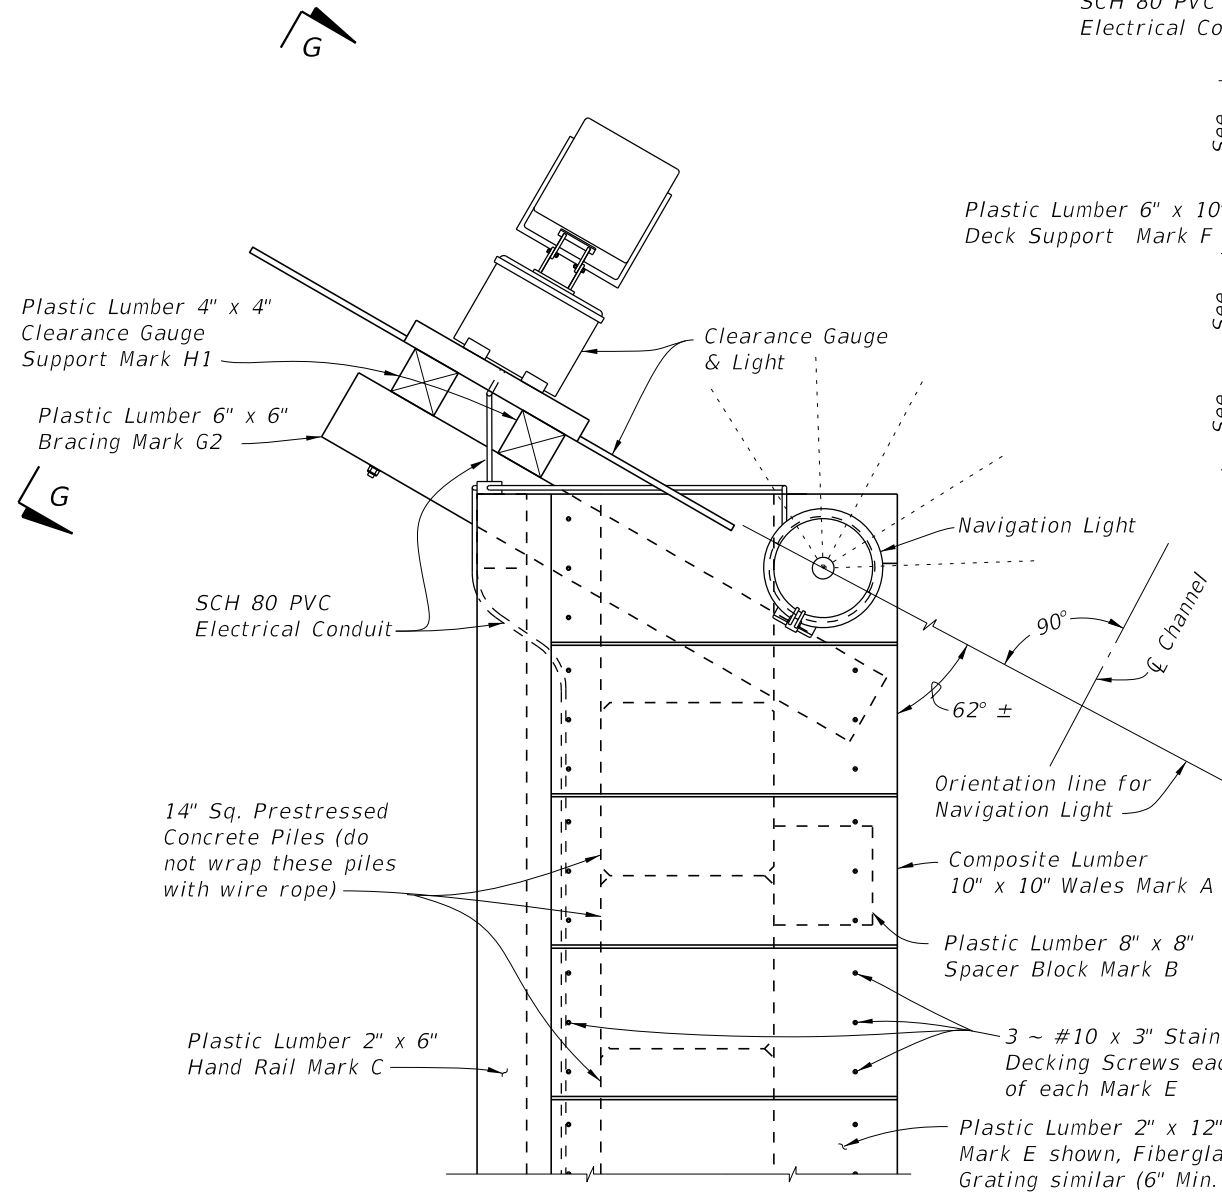 SCH 80 PVC
Electrical Co
G
See
Plastic Lumber 6" x 10"
Deck Support Mark F
Plastic Lumber 4" x 4"
Clearance Gauge
Support Mark H1
See
Clearance Gauge
& Light
Plastic Lumber 6" x 6"
Bracing Mark G2
See
G
Navigation Light
SCH 80 PVC
Electrical Conduit
90°
℄ Channel
62° ±
Orientation line for
Navigation Light
14" Sq. Prestressed
Concrete Piles (do
not wrap these piles
with wire rope)
Composite Lumber
10" x 10" Wales Mark A
Plastic Lumber 8" x 8"
Spacer Block Mark B
Plastic Lumber 2" x 6"
Hand Rail Mark C
3 ~ #10 x 3" Stain
Decking Screws eac
of each Mark E
Plastic Lumber 2" x 12"
Mark E shown, Fibergla
Grating similar (6" Min.